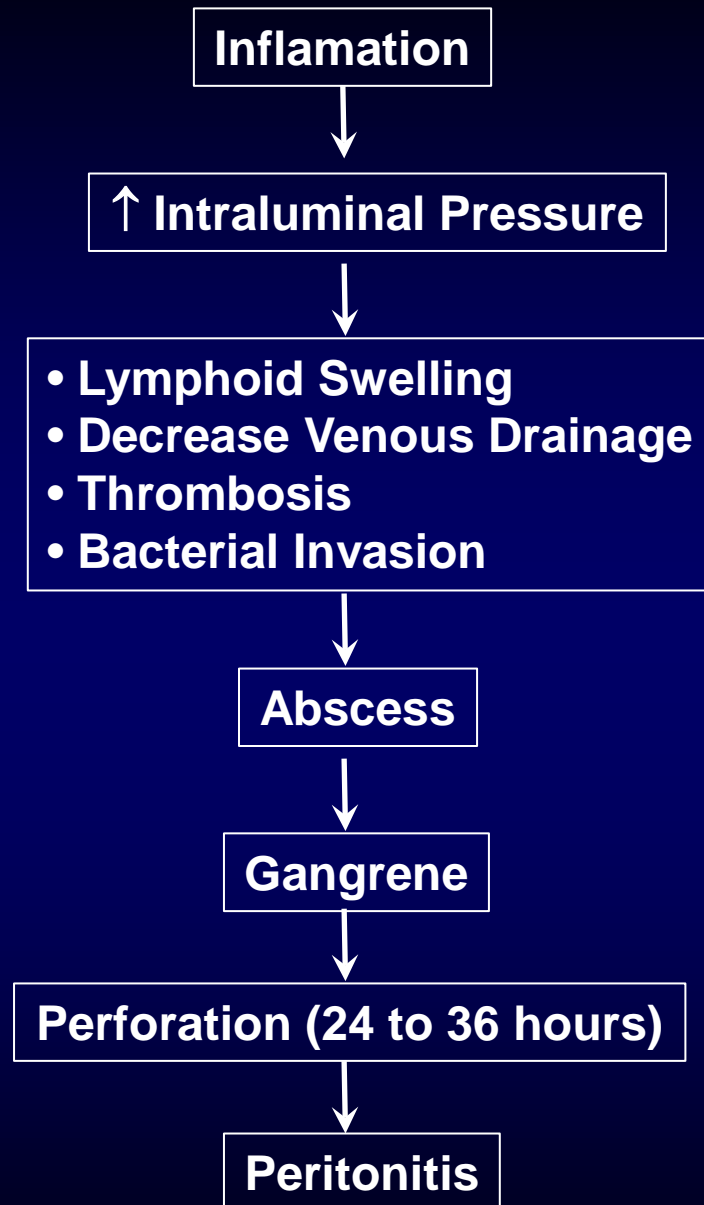 Inflamation
↑ Intraluminal Pressure
• Lymphoid Swelling
• Decrease Venous Drainage
• Thrombosis
• Bacterial Invasion
Abscess
Gangrene
Perforation (24 to 36 hours)
Peritonitis